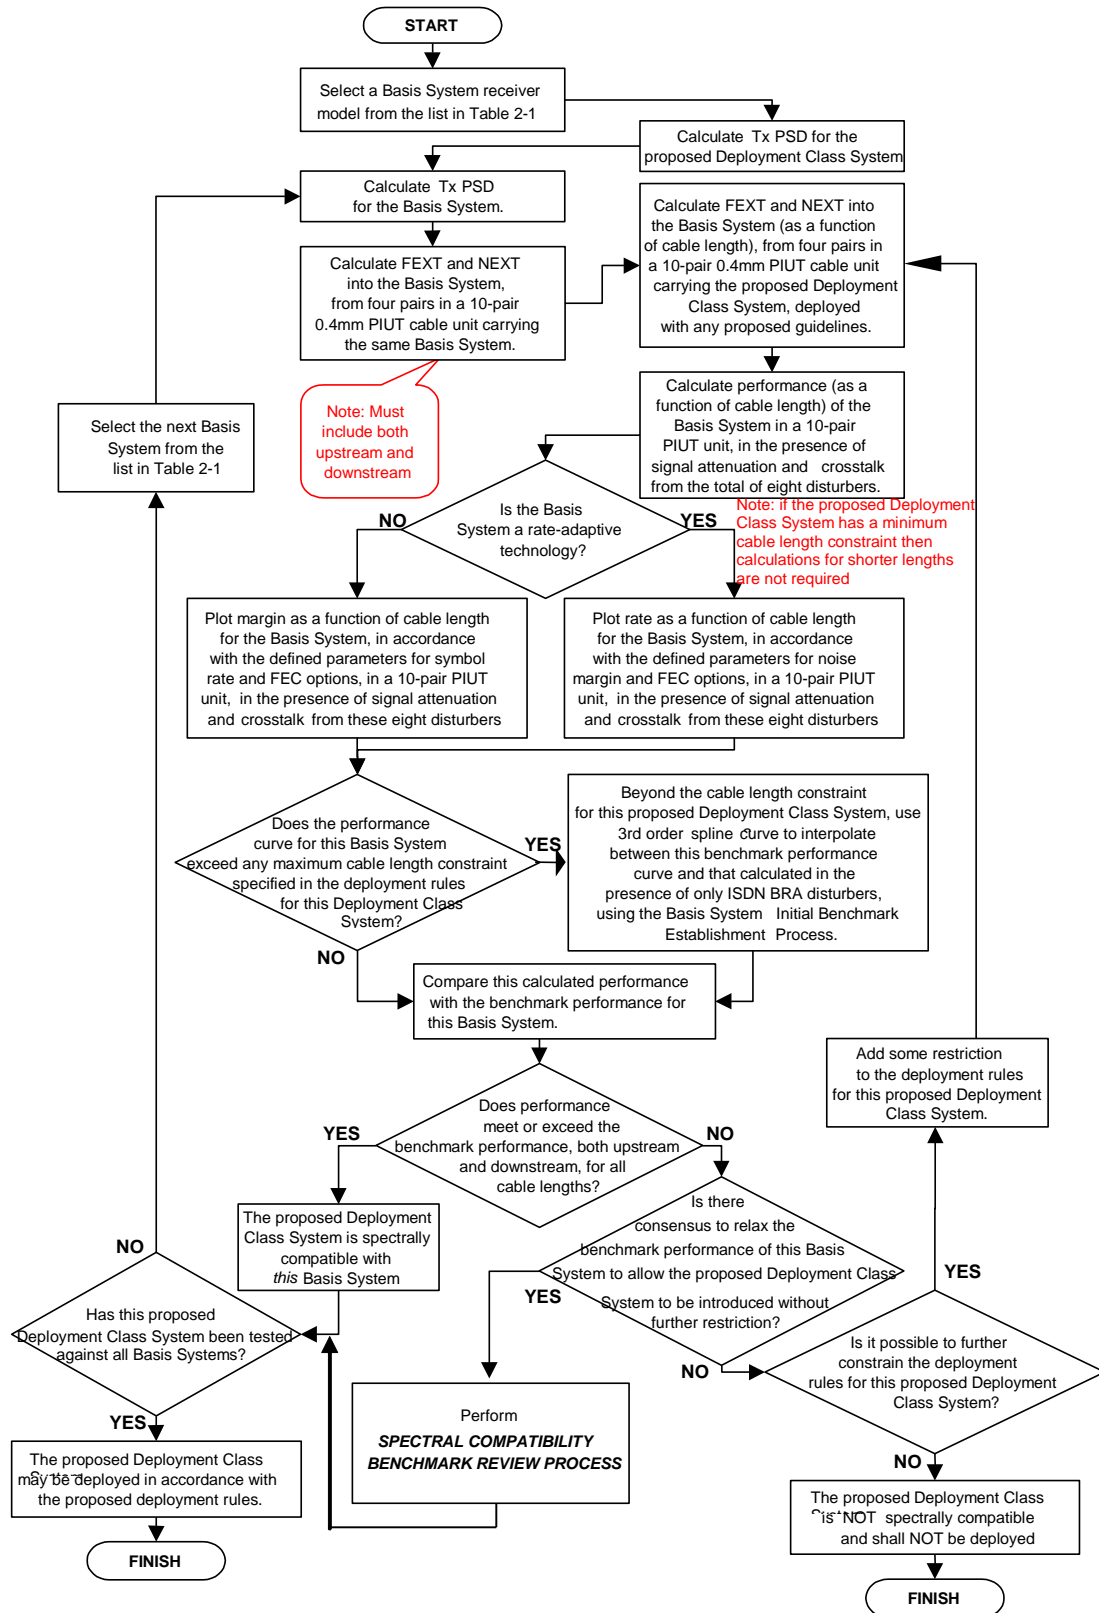 START
Select a Basis System receiver
model from the list in Table 2-1
Calculate Tx PSD for the
proposed Deployment Class System
Calculate Tx PSD
for the Basis System.
Calculate FEXT and NEXT into
the Basis System (as a function
of cable length), from four pairs in
a 10-pair 0.4mm PIUT cable unit
carrying the proposed Deployment
Class System, deployed
with any proposed guidelines.
Calculate FEXT and NEXT
into the Basis System,
from four pairs in a 10-pair
0.4mm PIUT cable unit carrying
the same Basis System.
Note: Must
include both
upstream and
downstream
Calculate performance (as a
function of cable length) of the
Basis System in a 10-pair
PIUT unit, in the presence of
signal attenuation and crosstalk
from the total of eight disturbers.
Select the next Basis
System from the
list in Table 2-1
Note: if the proposed Deployment
Class System has a minimum
cable length constraint then
calculations for shorter lengths
are not required
NO
Is the Basis
System a rate-adaptive
technology?
YES
Plot margin as a function of cable length
for the Basis System, in accordance
with the defined parameters for symbol
rate and FEC options, in a 10-pair PIUT
unit, in the presence of signal attenuation
and crosstalk from these eight disturbers
Plot rate as a function of cable length
for the Basis System, in accordance
with the defined parameters for noise
margin and FEC options, in a 10-pair PIUT
unit, in the presence of signal attenuation
and crosstalk from these eight disturbers
Does the performance
curve for this Basis System
exceed any maximum cable length constraint
specified in the deployment rules
for this Deployment Class
System?
YES
NO
Beyond the cable length constraint
for this proposed Deployment Class System, use
3rd order spline curve to interpolate
between this benchmark performance
curve and that calculated in the
presence of only ISDN BRA disturbers,
using the Basis System Initial Benchmark
Establishment Process.
Compare this calculated performance
with the benchmark performance for
this Basis System.
Add some restriction
to the deployment rules
for this proposed Deployment
Class System.
Does performance
meet or exceed the
benchmark performance, both upstream
and downstream, for all
cable lengths?
YES
NO
The proposed Deployment
Class System is spectrally
compatible with
this Basis System
Is there
consensus to relax the
benchmark performance of this Basis
System to allow the proposed Deployment Class
System to be introduced without
further restriction?
YES
NO
NO
Has this proposed
Deployment Class System been tested
against all Basis Systems?
YES
YES
Is it possible to further
constrain the deployment
rules for this proposed Deployment
Class System?
NO
Perform
SPECTRAL COMPATIBILITY
BENCHMARK REVIEW PROCESS
The proposed Deployment Class
may be deployed in accordance with
the proposed deployment rules.
The proposed Deployment Class
is NOT spectrally compatible
and shall NOT be deployed
FINISH
FINISH